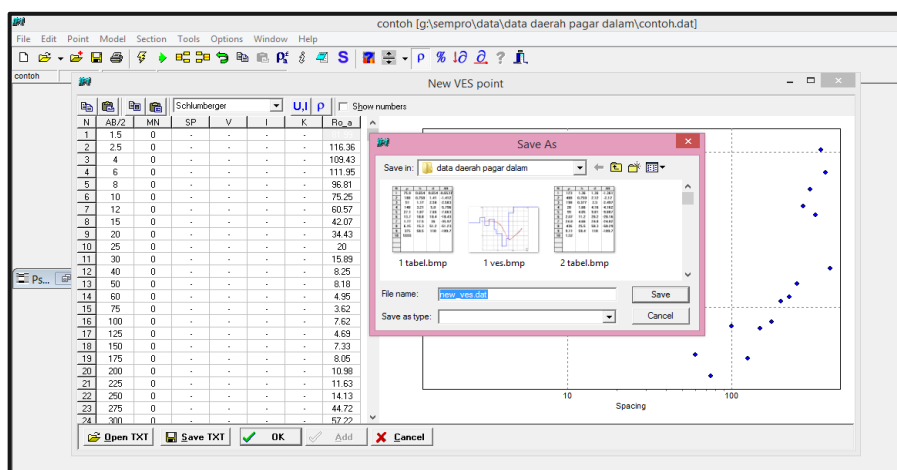 contoh [g:\sempro\data\data daerah pagar dalam\contoh.dat]
File Edit Point Model Section Tools Options Window Help
contoh
New VES point
Schlumberger U,I ρ Show numbers
N AB/2 MN SP V I K Ro_a
1 1.5 0 - - - -
2 2.5 0 - - - - 116.36
3 4 0 - - - - 109.43
4 6 0 - - - - 111.95
5 8 0 - - - - 96.81
6 10 0 - - - - 75.25
7 12 0 - - - - 60.57
8 15 0 - - - - 42.07
9 20 0 - - - - 34.43
10 25 0 - - - - 20
11 30 0 - - - - 15.89
12 40 0 - - - - 8.25
13 50 0 - - - - 8.18
14 60 0 - - - - 4.95
15 75 0 - - - - 3.62
16 100 0 - - - - 7.62
17 125 0 - - - - 4.69
18 150 0 - - - - 7.33
19 175 0 - - - - 8.05
20 200 0 - - - - 10.98
21 225 0 - - - - 11.63
22 250 0 - - - - 14.13
23 275 0 - - - - 44.72
24 300 0 - - - - 57.22
Save As
Save in: data daerah pagar dalam
1 tabel.bmp 1 ves.bmp 2 tabel.bmp
File name: new_ves.dat Save
Save as type: Cancel
10 100
Spacing
Ps...
Open TXT Save TXT OK Add Cancel